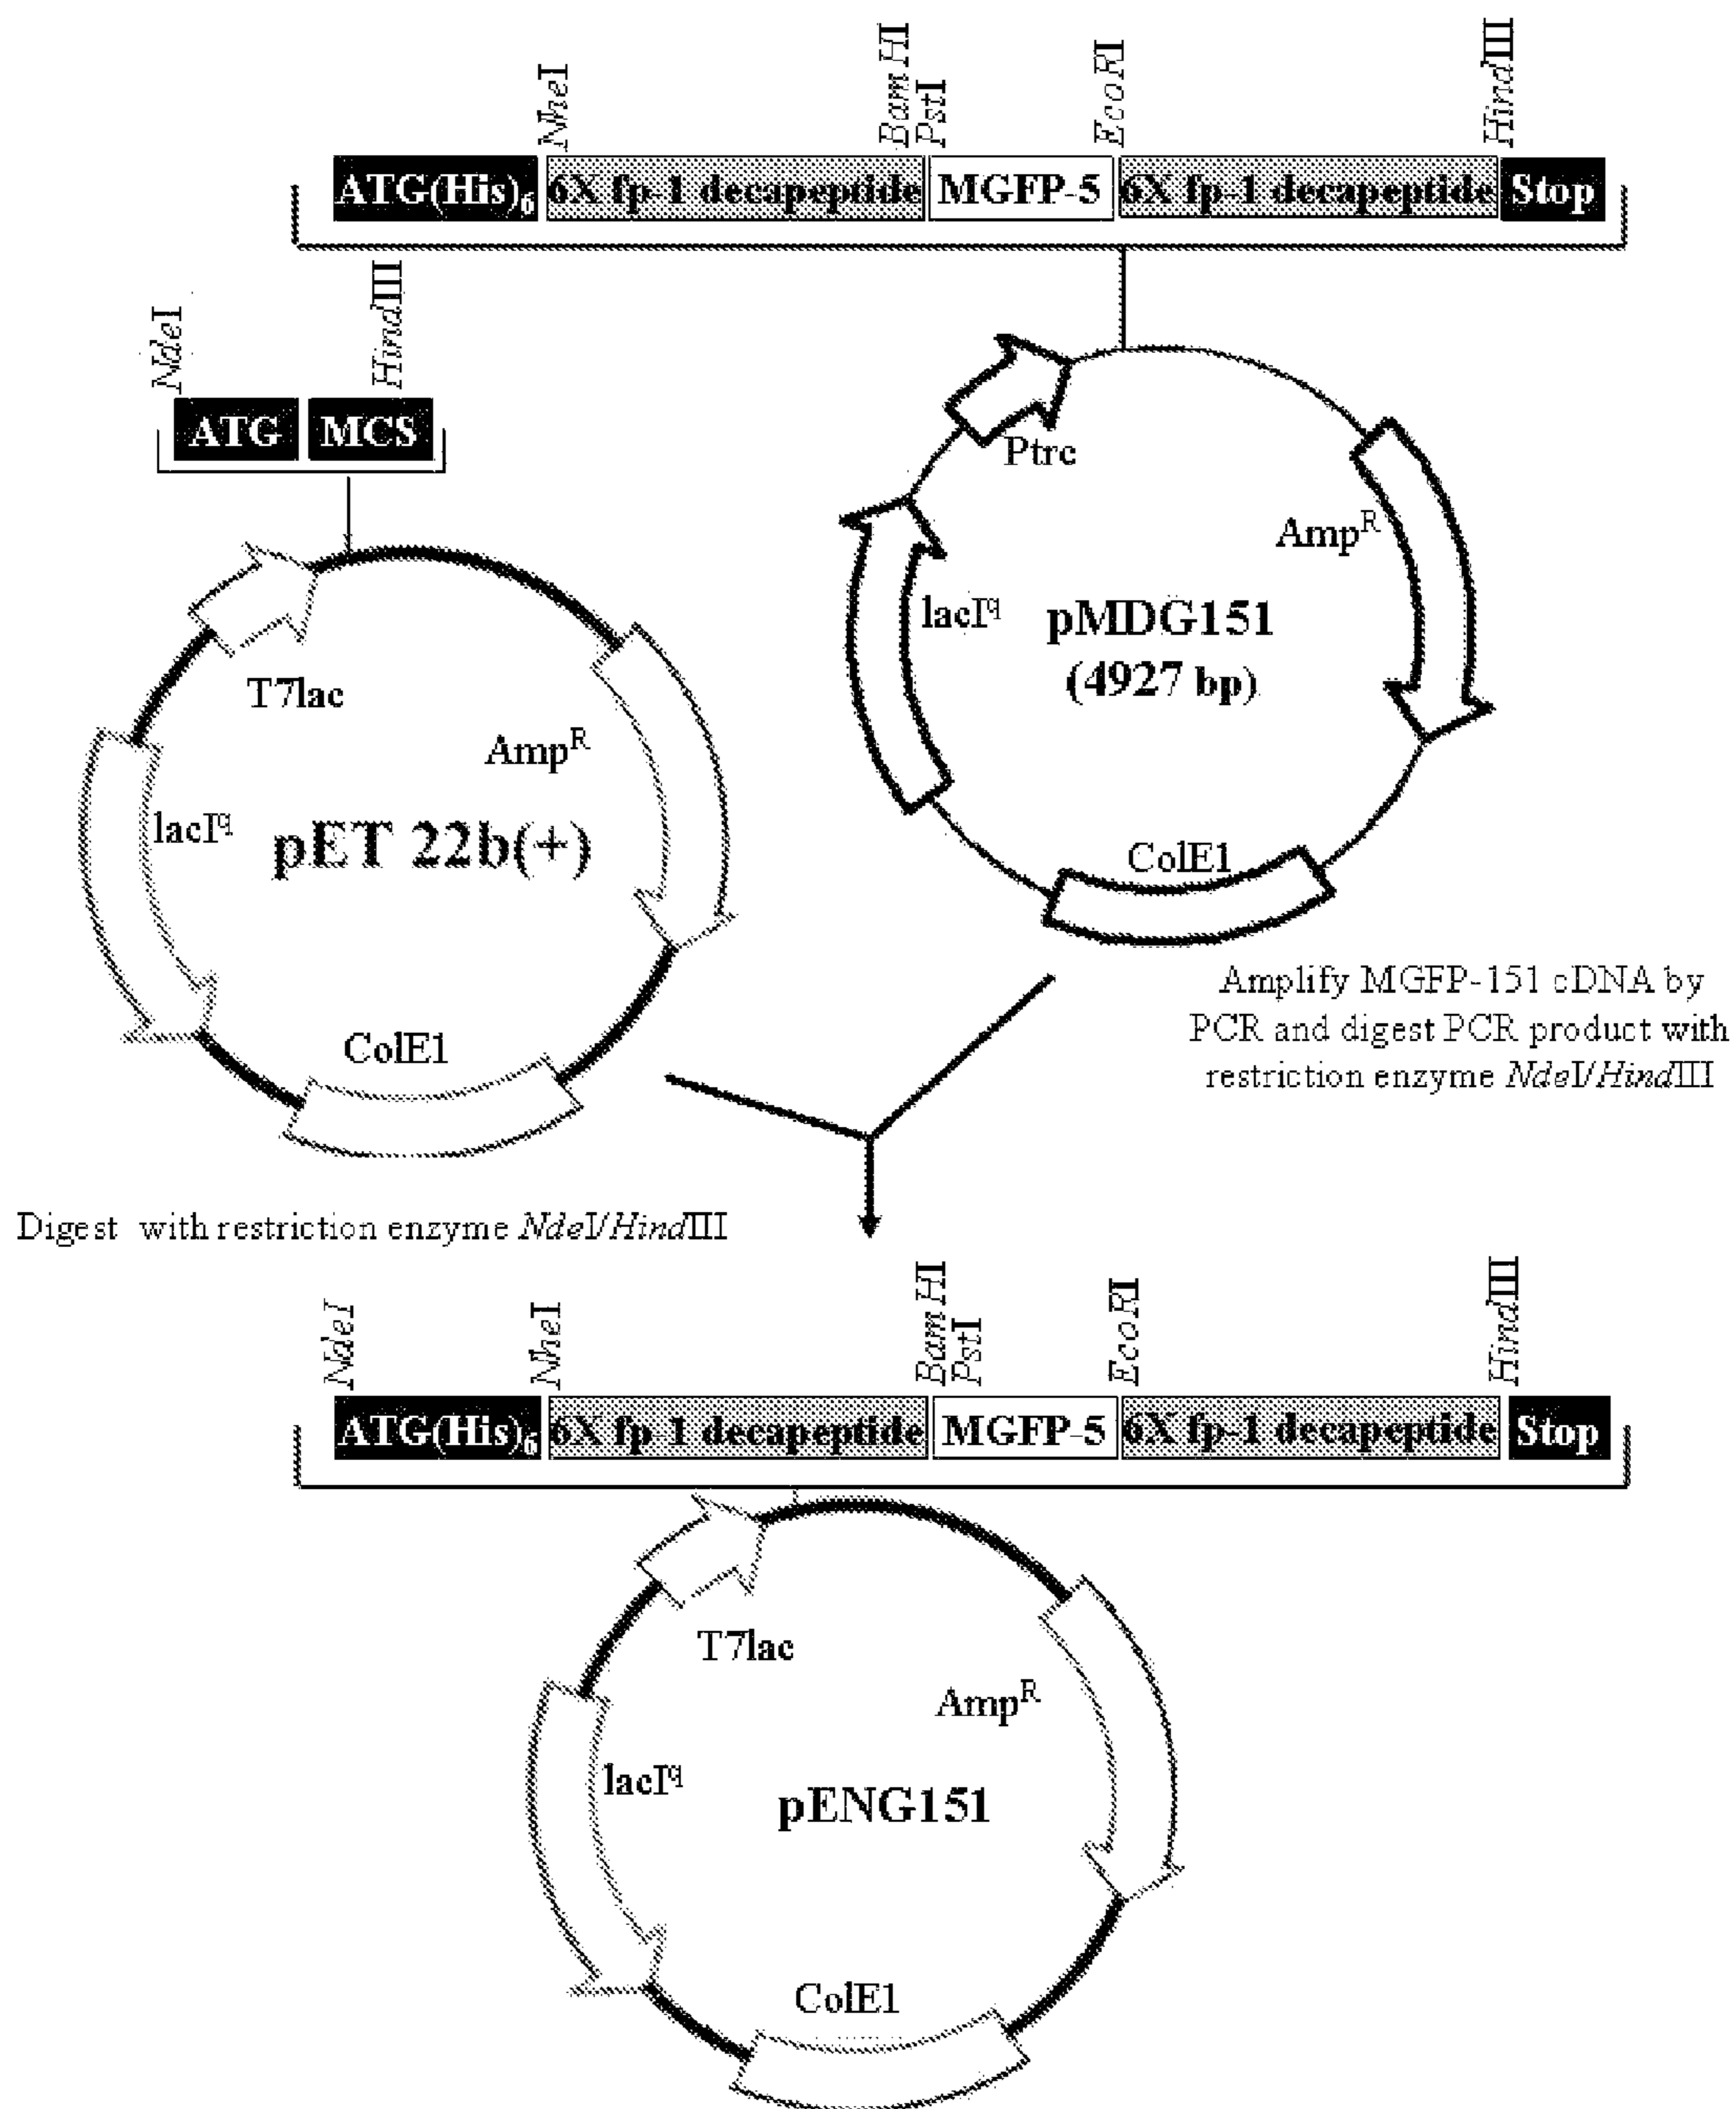 NheI
BamHI
PstI
EcoRI
HindIII
ATG(His)6 6X fp-1 decapeptide MGFP-5 6X fp-1 decapeptide Stop
NdeI
HindIII
ATG MCS
Ptrc
AmpR
lacIq
pMDG151
(4927 bp)
ColE1
T7lac
AmpR
lacIq
pET 22b(+)
ColE1
Amplify MGFP-151 cDNA by
PCR and digest PCR product with
restriction enzyme NdeI/HindIII
Digest with restriction enzyme NdeI/HindIII
NdeI
NheI
BamHI
PstI
EcoRI
HindIII
ATG(His)6 6X fp-1 decapeptide MGFP-5 6X fp-1 decapeptide Stop
T7lac
AmpR
lacIq
pENG151
ColE1